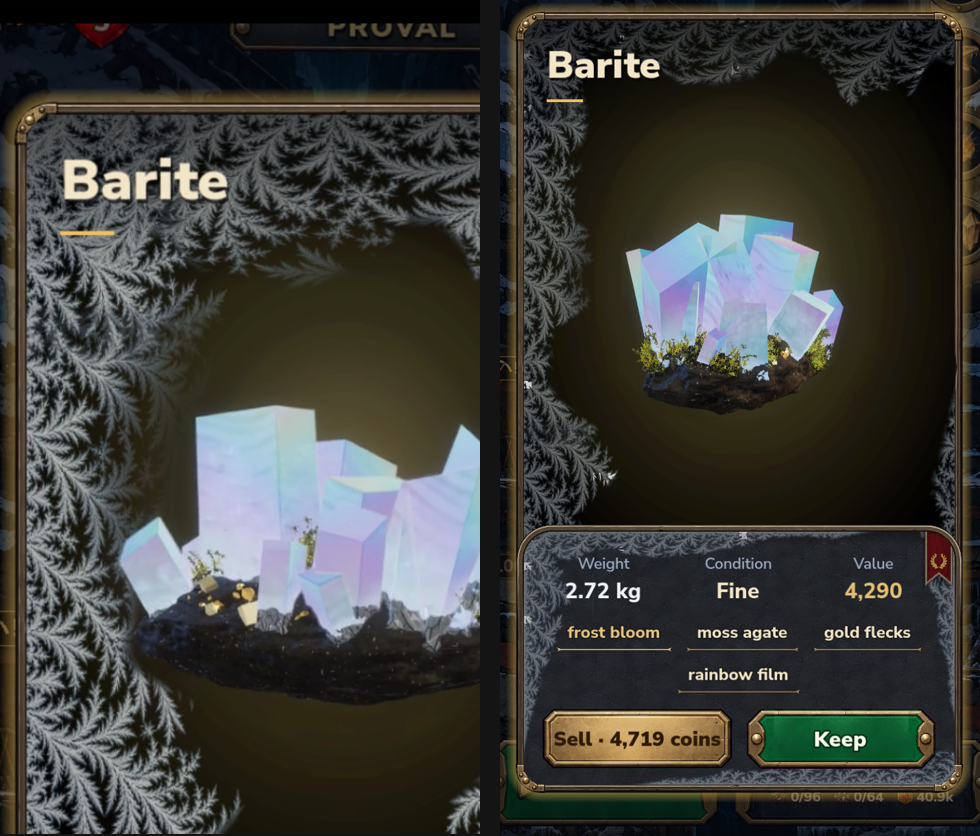 PROVAL
Barite
Barite
Weight Condition Value
2.72 kg Fine 4,290
frost bloom moss agate gold flecks
rainbow film
Sell · 4,719 coins Keep
0/96 0/64 40.9k